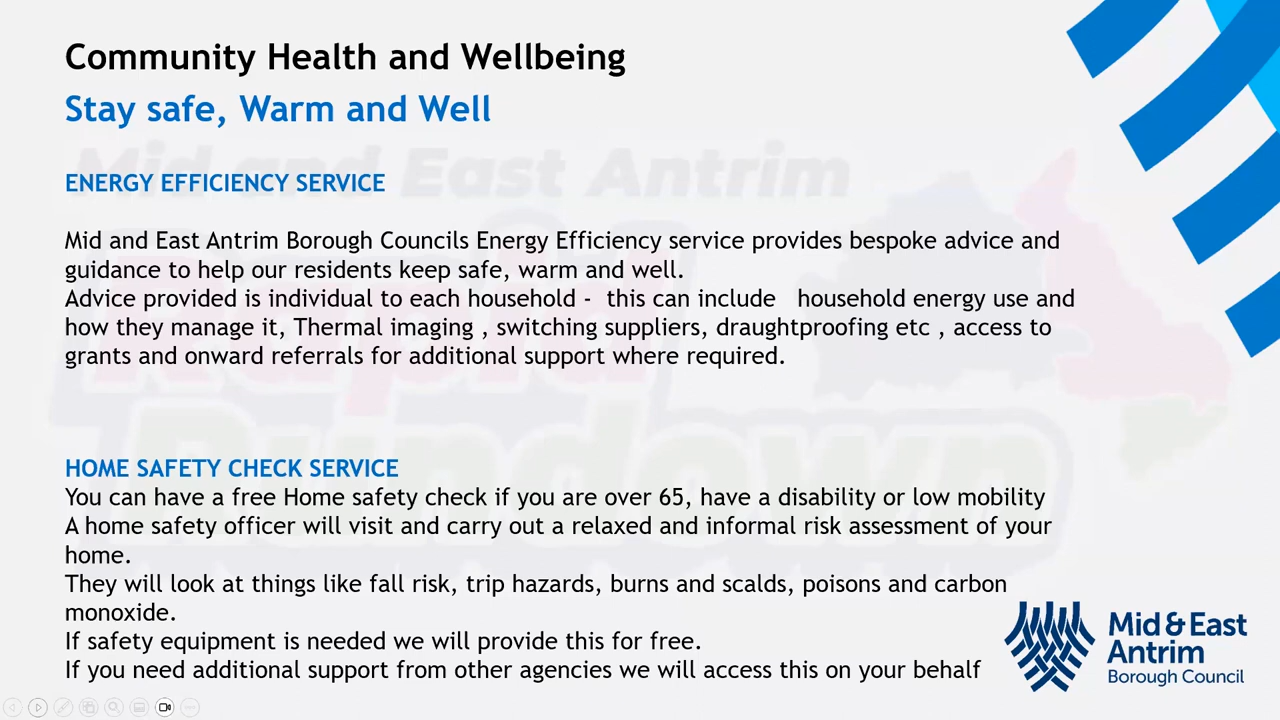 Community Health and Wellbeing
Stay safe, Warm and Well
Mid and East Antrim
ENERGY EFFICIENCY SERVICE
Mid and East Antrim Borough Councils Energy Efficiency service provides bespoke advice and
guidance to help our residents keep safe, warm and well.
Advice provided is individual to each household -  this can include   household energy use and
how they manage it, Thermal imaging , switching suppliers, draughtproofing etc , access to
grants and onward referrals for additional support where required.
Rapid
Rundown
HOME SAFETY CHECK SERVICE
You can have a free Home safety check if you are over 65, have a disability or low mobility
A home safety officer will visit and carry out a relaxed and informal risk assessment of your
home.
They will look at things like fall risk, trip hazards, burns and scalds, poisons and carbon
monoxide.
If safety equipment is needed we will provide this for free.
If you need additional support from other agencies we will access this on your behalf
Mid & East
Antrim
Borough Council